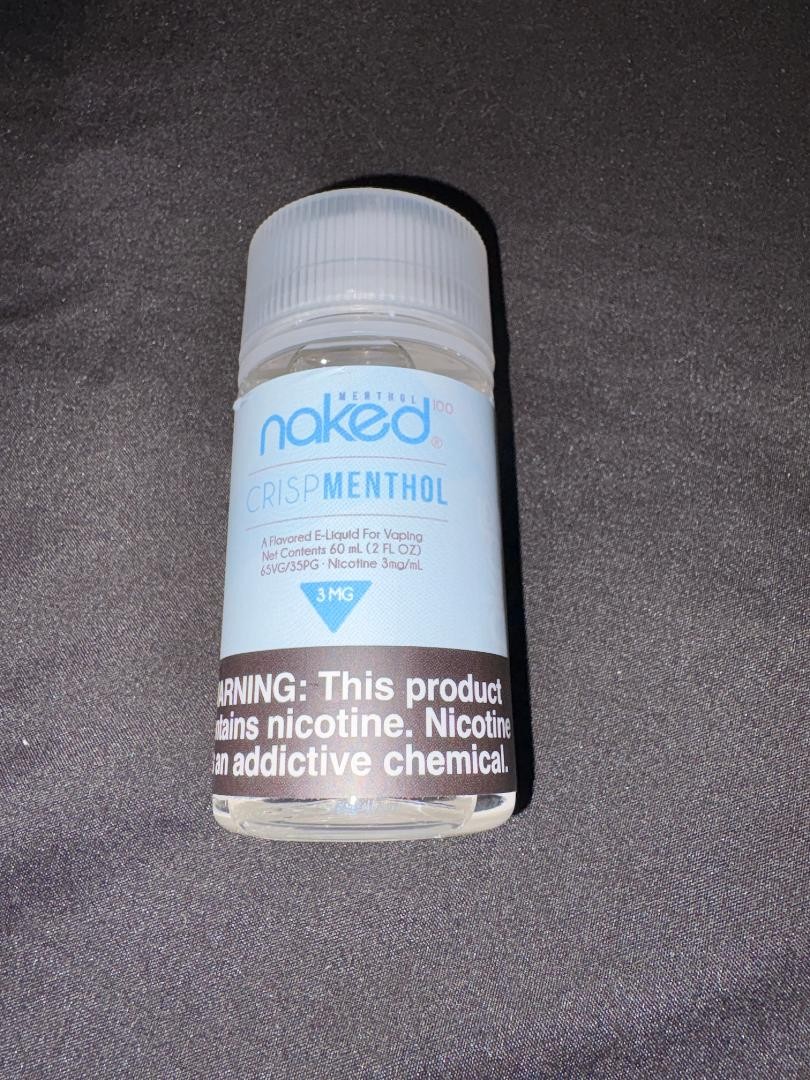 MENTHOL
naked 100
®
CRISPMENTHOL
A Flavored E-Liquid For Vaping
Net Contents 60 mL (2 FL OZ)
65VG/35PG · Nicotine 3mg/mL
3 MG
ARNING: This product
tains nicotine. Nicotine
an addictive chemical.